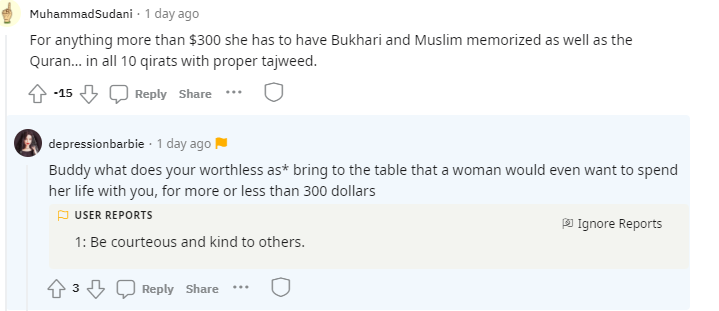 MuhammadSudani · 1 day ago
For anything more than $300 she has to have Bukhari and Muslim memorized as well as the
Quran... in all 10 qirats with proper tajweed.
-15 Reply Share ...
depressionbarbie · 1 day ago
Buddy what does your worthless as* bring to the table that a woman would even want to spend
her life with you, for more or less than 300 dollars
USER REPORTS
Ignore Reports
1: Be courteous and kind to others.
3 Reply Share ...